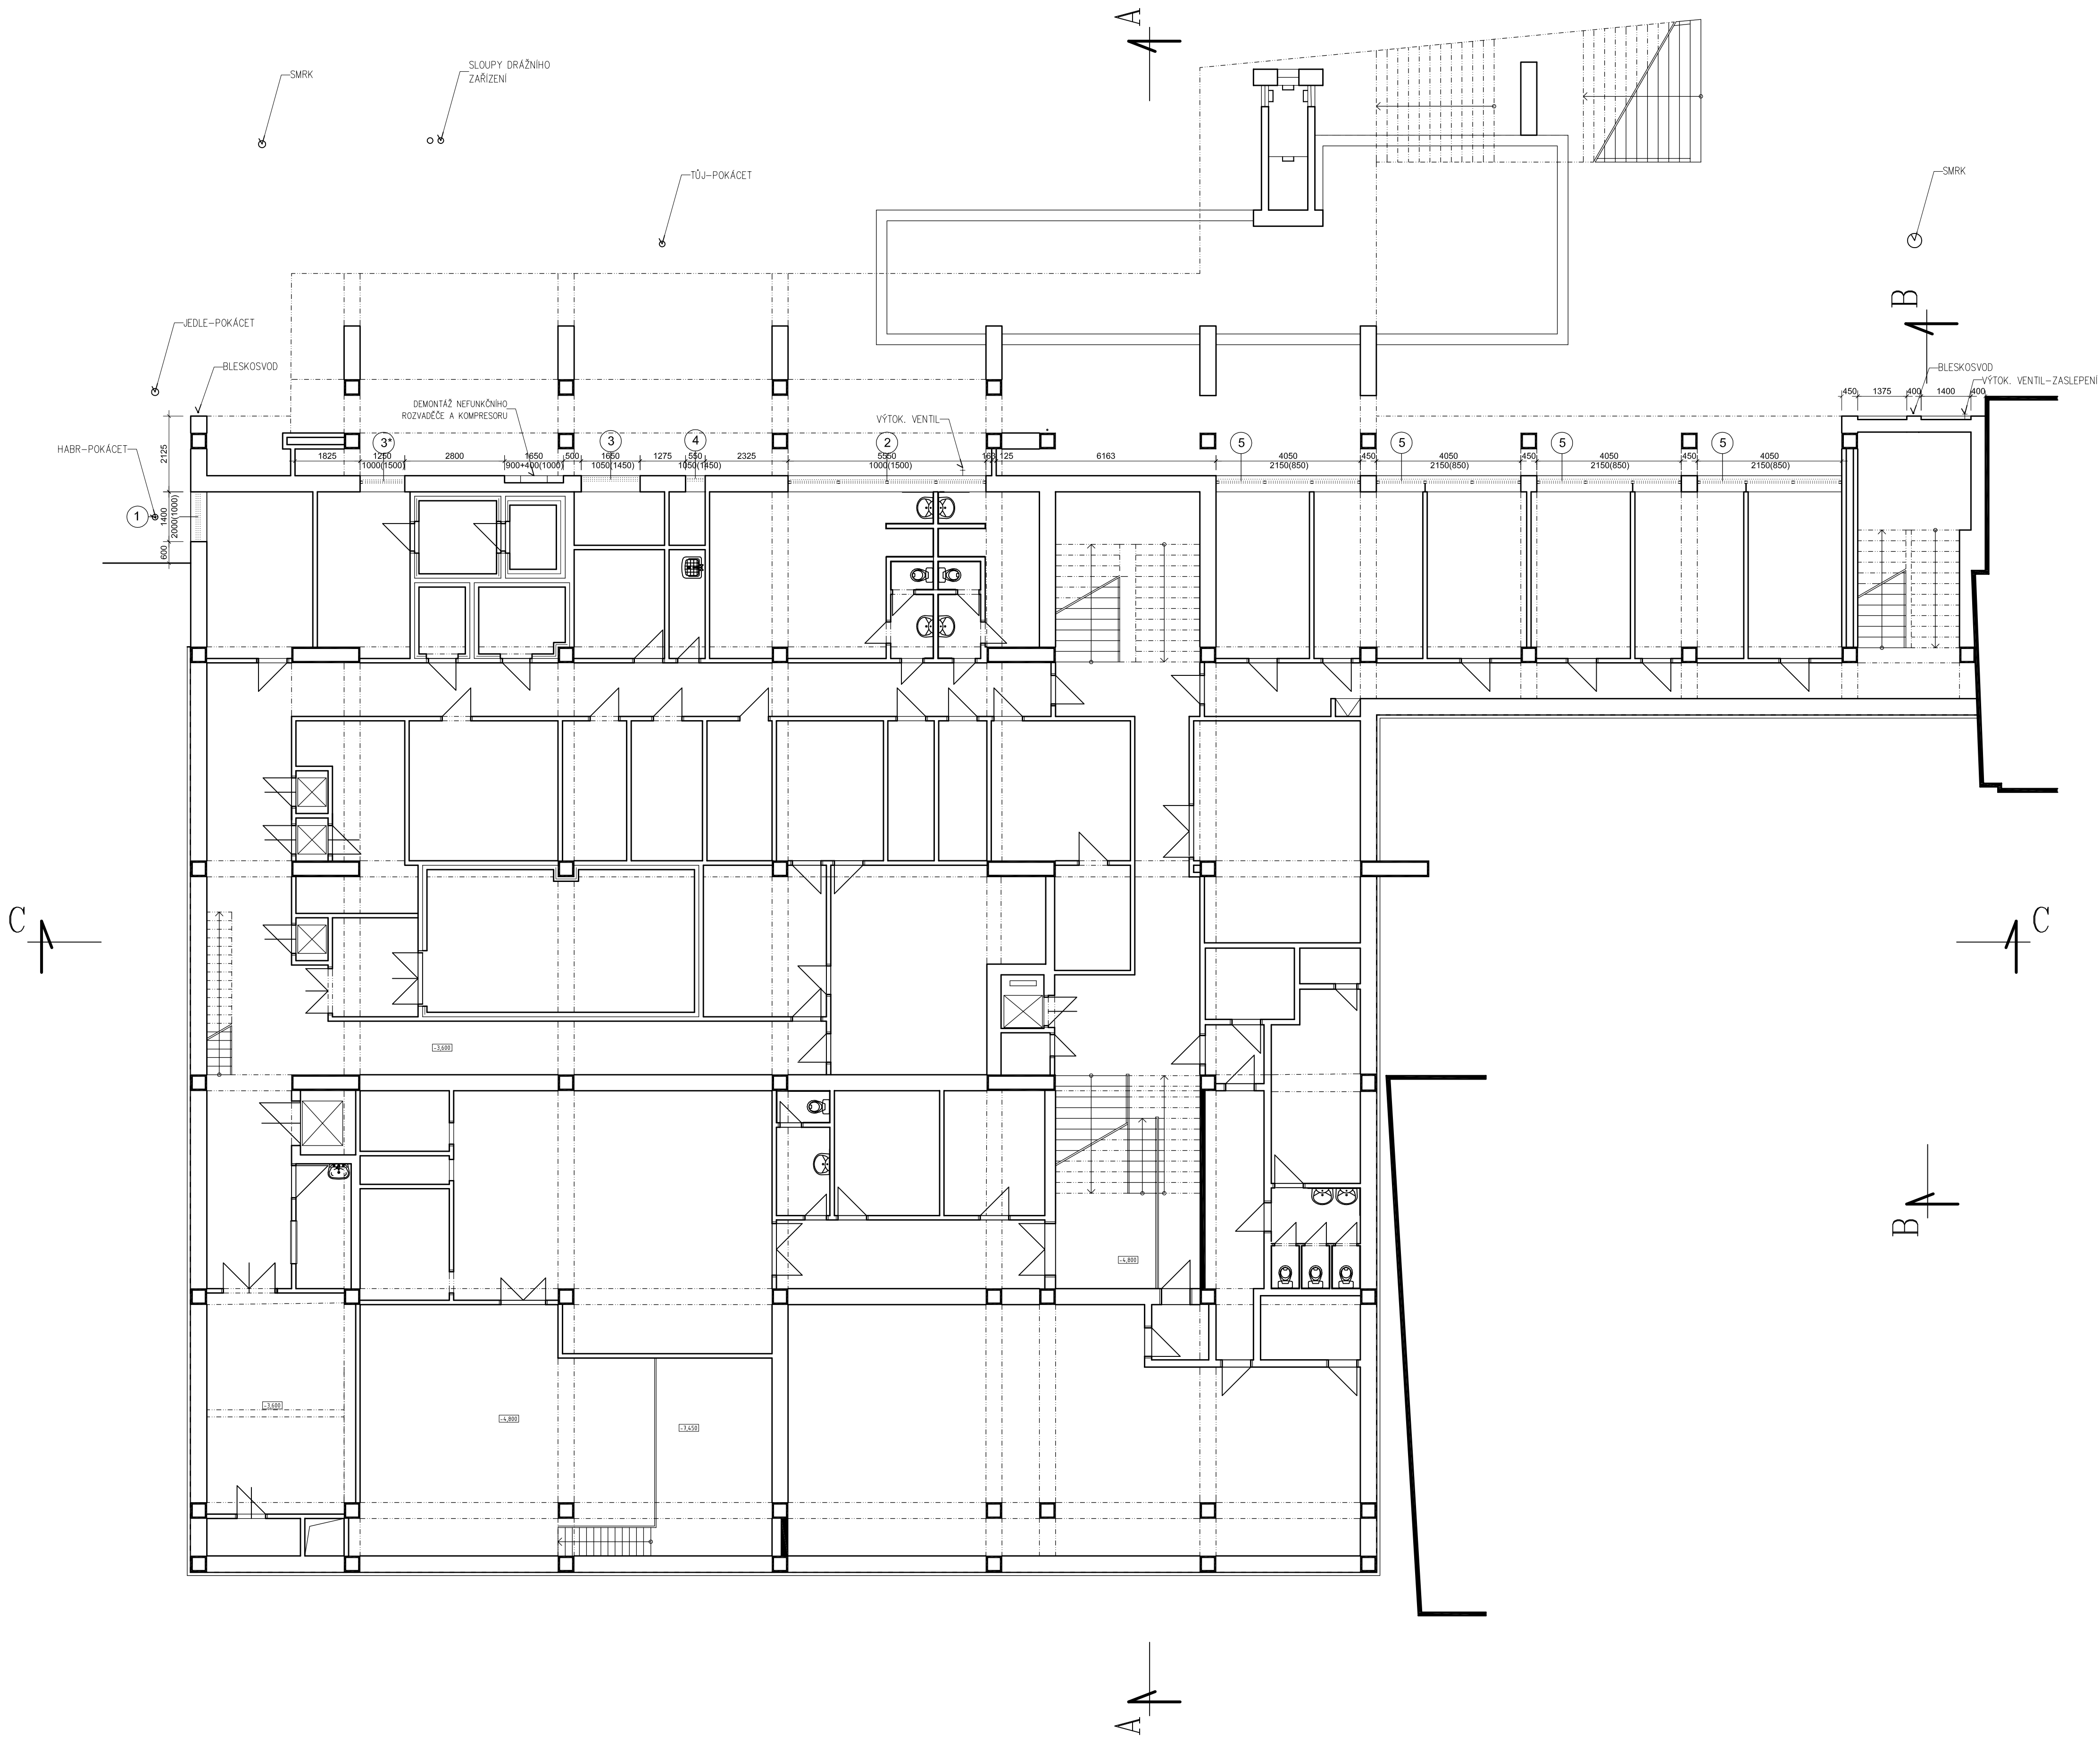 A
SMRK
SLOUPY DRÁŽNÍHO
ZAŘÍZENÍ
TŮJ-POKÁCET
SMRK
B
JEDLE-POKÁCET
BLESKOSVOD
BLESKOSVOD
VÝTOK. VENTIL-ZASLEPENÍ
450 1375 400 1400 400
DEMONTÁŽ NEFUNKČNÍHO
ROZVADĚČE A KOMPRESORU
VÝTOK. VENTIL
HABR-POKÁCET
3* 3 4 2 5 5 5 5
1825 1250 2800 1650 500 1650 1275 550 2325 5550 163 125 6163 4050 450 4050 450 4050 450 4050
1000(1500) 900+400(1000) 1050(1450) 1050(1450) 1000(1500) 2150(850) 2150(850) 2150(850) 2150(850)
2125
1400
2000(1000)
600
1
C
C
-3,600
B
-4,800
-3,600
-4,800
-7,450
A